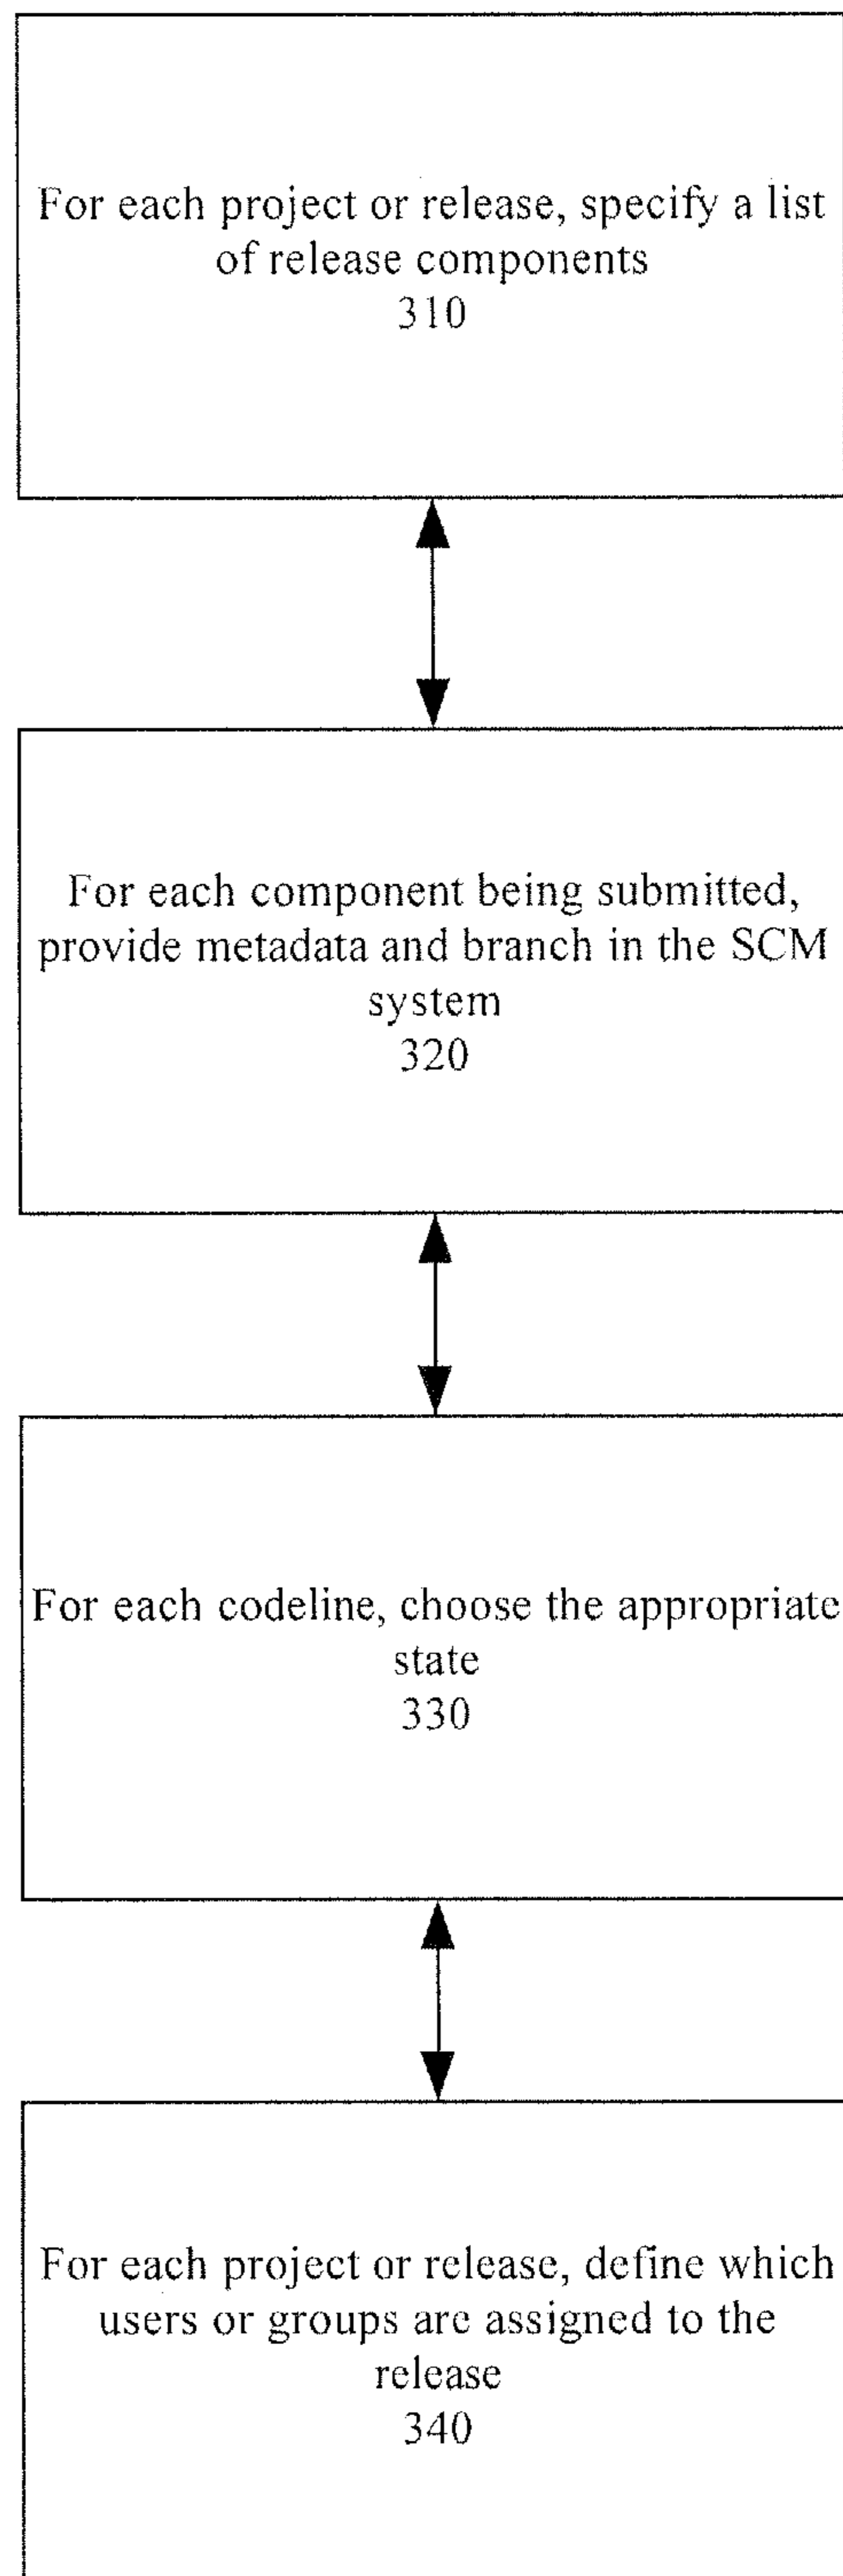 For each project or release, specify a list
of release components
310
For each component being submitted,
provide metadata and branch in the SCM
system
320
For each codeline, choose the appropriate
state
330
For each project or release, define which
users or groups are assigned to the
release
340